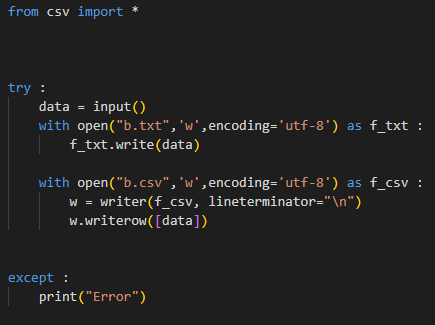 from csv import *
try :
    data = input()
    with open("b.txt",'w',encoding='utf-8') as f_txt :
        f_txt.write(data)
    with open("b.csv",'w',encoding='utf-8') as f_csv :
        w = writer(f_csv, lineterminator="\n")
        w.writerow([data])
except :
    print("Error")